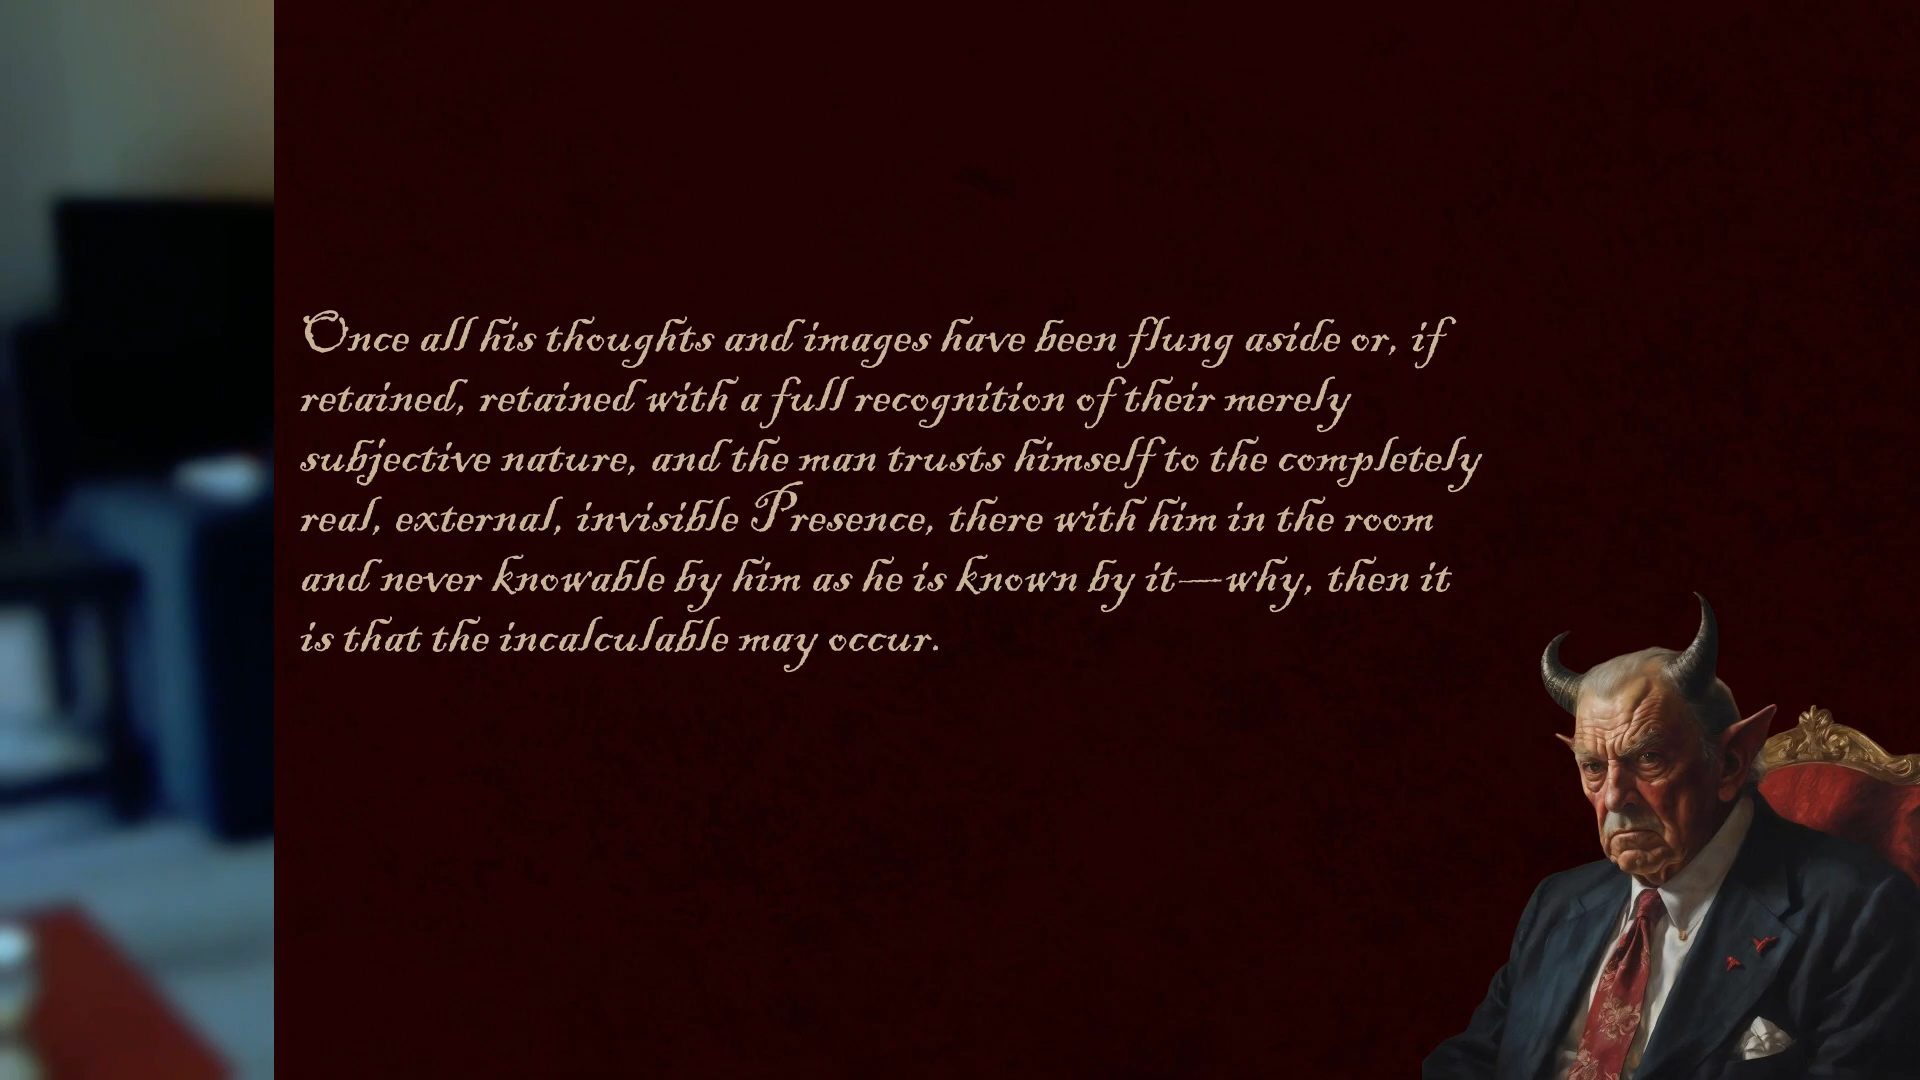 Once all his thoughts and images have been flung aside or, if
retained, retained with a full recognition of their merely
subjective nature, and the man trusts himself to the completely
real, external, invisible Presence, there with him in the room
and never knowable by him as he is known by it—why, then it
is that the incalculable may occur.